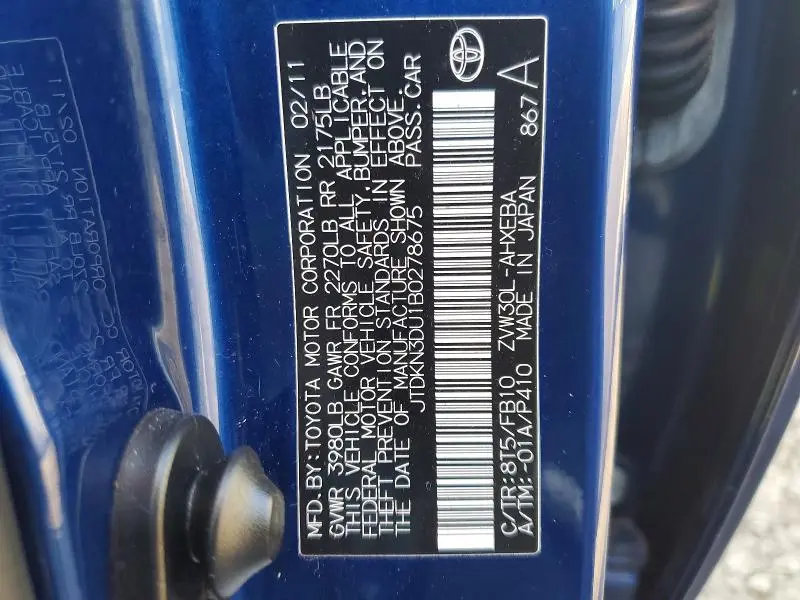 MFD.BY:TOYOTA MOTOR CORPORATION 02/11
GVWR 3980LB GAWR FR 2270LB RR 2175LB
THIS VEHICLE CONFORMS TO ALL APPLICABLE
FEDERAL MOTOR VEHICLE SAFETY,BUMPER,AND
THEFT PREVENTION STANDARDS IN EFFECT ON
THE DATE OF MANUFACTURE SHOWN ABOVE.
JTDKN3DU1B0278675 PASS.CAR
C/TR:8T5/FB10 ZVW30L-AHXEBA
A/TM:-01A/P410 MADE IN JAPAN 867 A